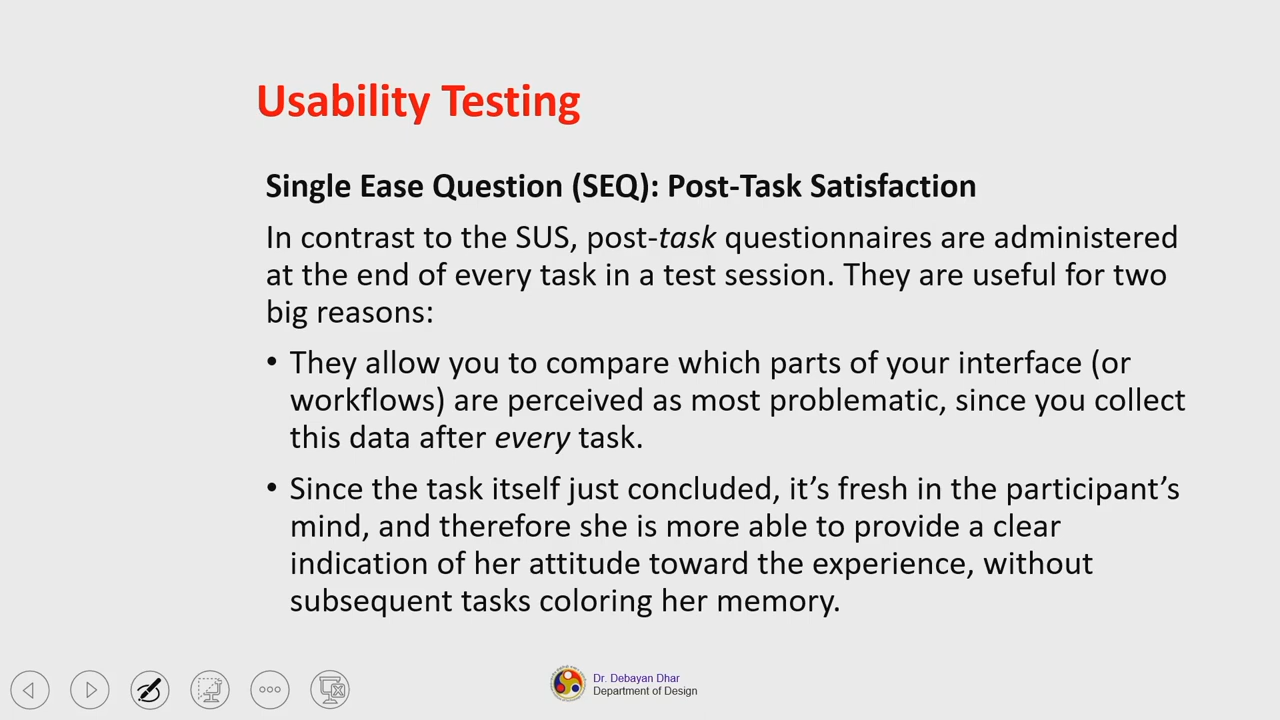 Usability Testing
Single Ease Question (SEQ): Post-Task Satisfaction
In contrast to the SUS, post-task questionnaires are administered
at the end of every task in a test session. They are useful for two
big reasons:
• They allow you to compare which parts of your interface (or
workflows) are perceived as most problematic, since you collect
this data after every task.
• Since the task itself just concluded, it’s fresh in the participant’s
mind, and therefore she is more able to provide a clear
indication of her attitude toward the experience, without
subsequent tasks coloring her memory.
Dr. Debayan Dhar
Department of Design